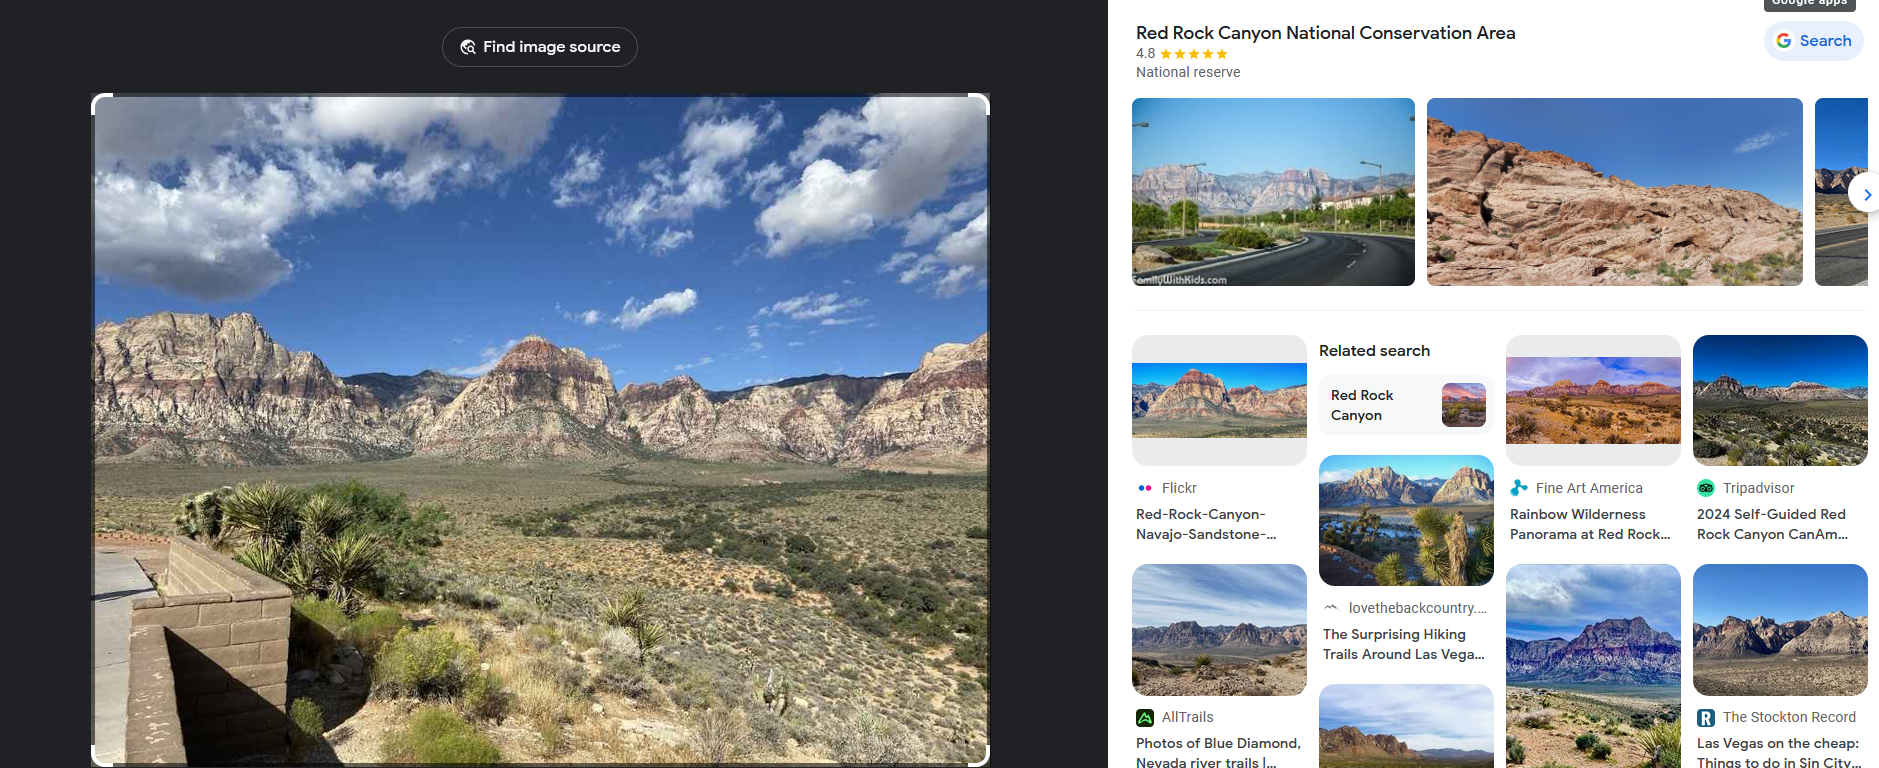 Google apps
Find image source
Red Rock Canyon National Conservation Area
4.8
National reserve
Search
FamilyWithKids.com
Related search
Red Rock
Canyon
Flickr
Red-Rock-Canyon-
Navajo-Sandstone-...
Fine Art America
Rainbow Wilderness
Panorama at Red Rock...
Tripadvisor
2024 Self-Guided Red
Rock Canyon CanAm...
lovethebackcountry....
The Surprising Hiking
Trails Around Las Vega...
AllTrails
Photos of Blue Diamond,
Nevada river trails |...
The Stockton Record
Las Vegas on the cheap:
Things to do in Sin City...